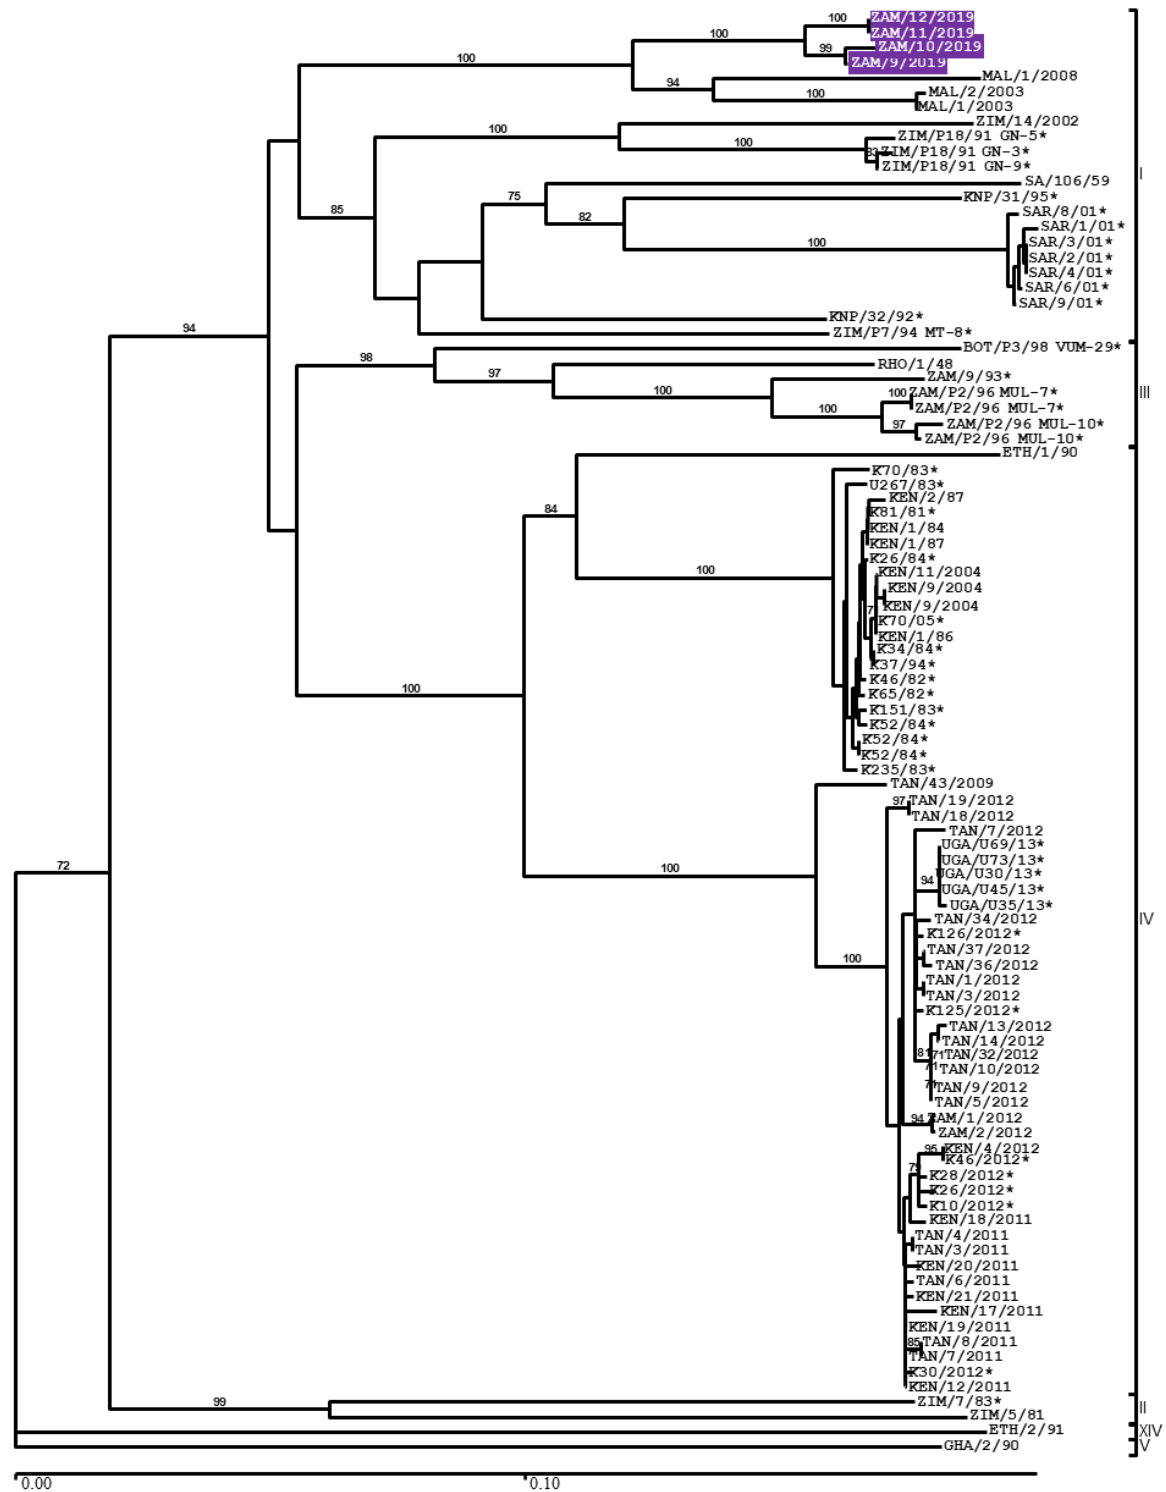 100
ZAM/12/2019
ZAM/11/2019
100
99
ZAM/10/2019
ZAM/9/2019
100
94
MAL/1/2008
100
MAL/2/2003
MAL/1/2003
100
ZIM/14/2002
ZIM/P18/91 GN-5*
100
83
ZIM/P18/91 GN-3*
ZIM/P18/91 GN-9*
I
85
75
SA/106/59
82
KNP/31/95*
SAR/8/01*
SAR/1/01*
100
SAR/3/01*
SAR/2/01*
SAR/4/01*
SAR/6/01*
SAR/9/01*
KNP/32/92*
94
ZIM/P7/94 MT-8*
98
BOT/P3/98 VUM-29*
97
RHO/1/48
100
ZAM/9/93*
100
ZAM/P2/96 MUL-7*
III
100
ZAM/P2/96 MUL-7*
97
ZAM/P2/96 MUL-10*
ZAM/P2/96 MUL-10*
ETH/1/90
K70/83*
U267/83*
84
KEN/2/87
K81/81*
KEN/1/84
KEN/1/87
K26/84*
100
KEN/11/2004
KEN/9/2004
KEN/9/2004
7
K70/05*
KEN/1/86
K34/84*
K37/94*
K46/82*
100
K65/82*
K151/83*
K52/84*
K52/84*
K52/84*
K235/83*
TAN/43/2009
97
TAN/19/2012
TAN/18/2012
TAN/7/2012
UGA/U69/13*
72
100
UGA/U73/13*
94
UGA/U30/13*
UGA/U45/13*
UGA/U35/13*
TAN/34/2012
IV
K126/2012*
TAN/37/2012
100
TAN/36/2012
TAN/1/2012
TAN/3/2012
K125/2012*
TAN/13/2012
TAN/14/2012
81
71
TAN/32/2012
71
TAN/10/2012
71
TAN/9/2012
TAN/5/2012
94
ZAM/1/2012
ZAM/2/2012
95
KEN/4/2012
K46/2012*
79
K28/2012*
K26/2012*
K10/2012*
KEN/18/2011
TAN/4/2011
TAN/3/2011
KEN/20/2011
TAN/6/2011
KEN/21/2011
KEN/17/2011
KEN/19/2011
85
TAN/8/2011
TAN/7/2011
K30/2012*
KEN/12/2011
99
ZIM/7/83*
II
ZIM/5/81
ETH/2/91
XIV
GHA/2/90
V
0.00
0.10